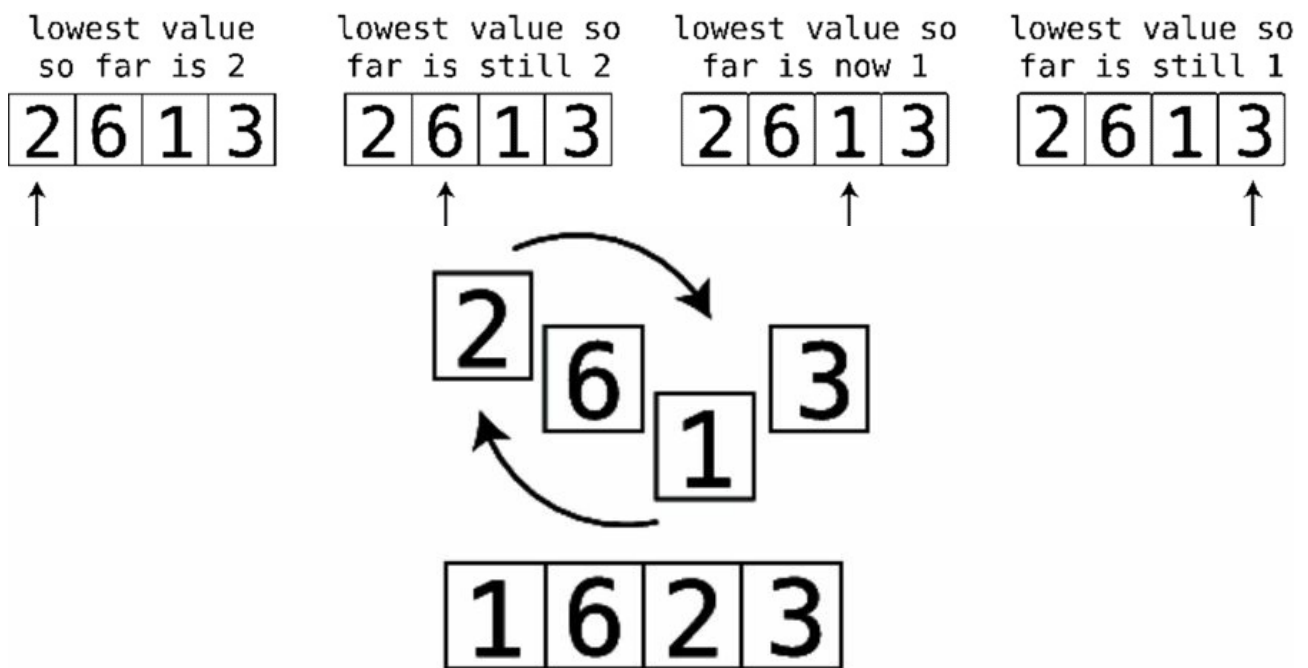 lowest value
so far is 2
2 6 1 3
lowest value so
far is still 2
2 6 1 3
lowest value so
far is now 1
2 6 1 3
lowest value so
far is still 1
2 6 1 3
2 6 1 3
1 6 2 3